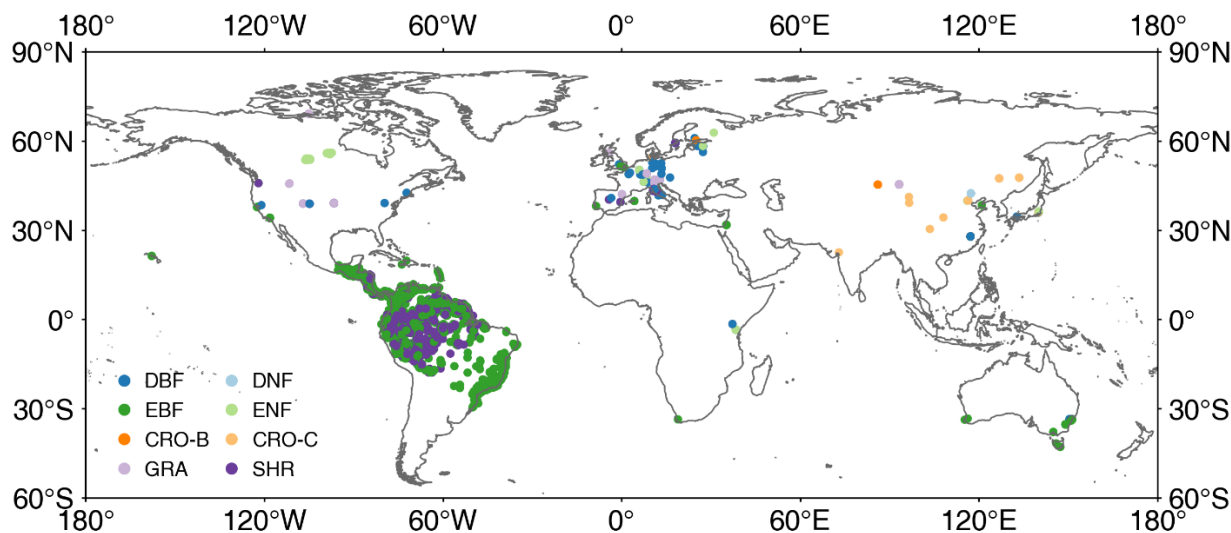 180° 120°W 60°W 0° 60°E 120°E 180°
90°N 90°N
60°N 60°N
30°N 30°N
0° 0°
DBF DNF
EBF ENF
30°S 30°S
CRO-B CRO-C
GRA SHR
60°S 60°S
180° 120°W 60°W 0° 60°E 120°E 180°